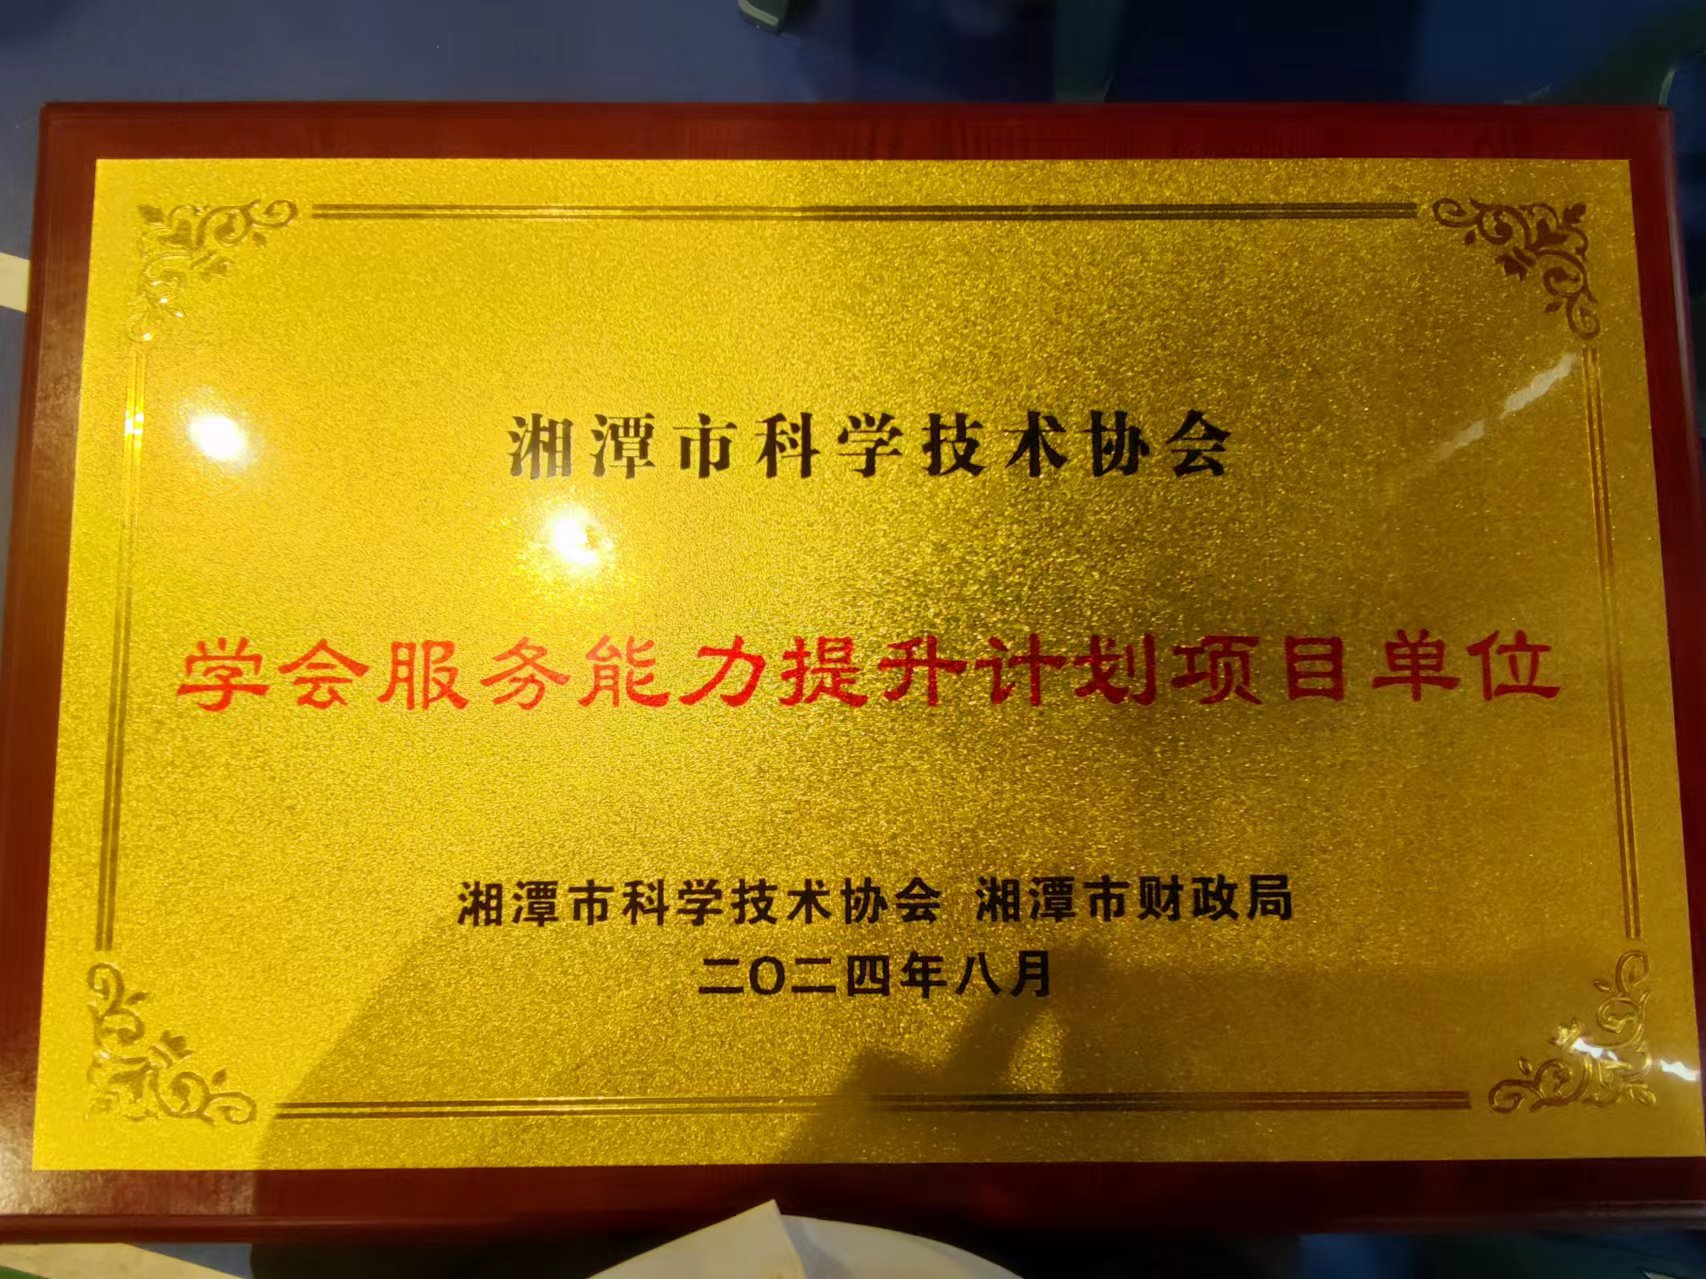 湘潭市科学技术协会
学会服务能力提升计划项目单位
湘潭市科学技术协会 湘潭市财政局
二〇二四年八月